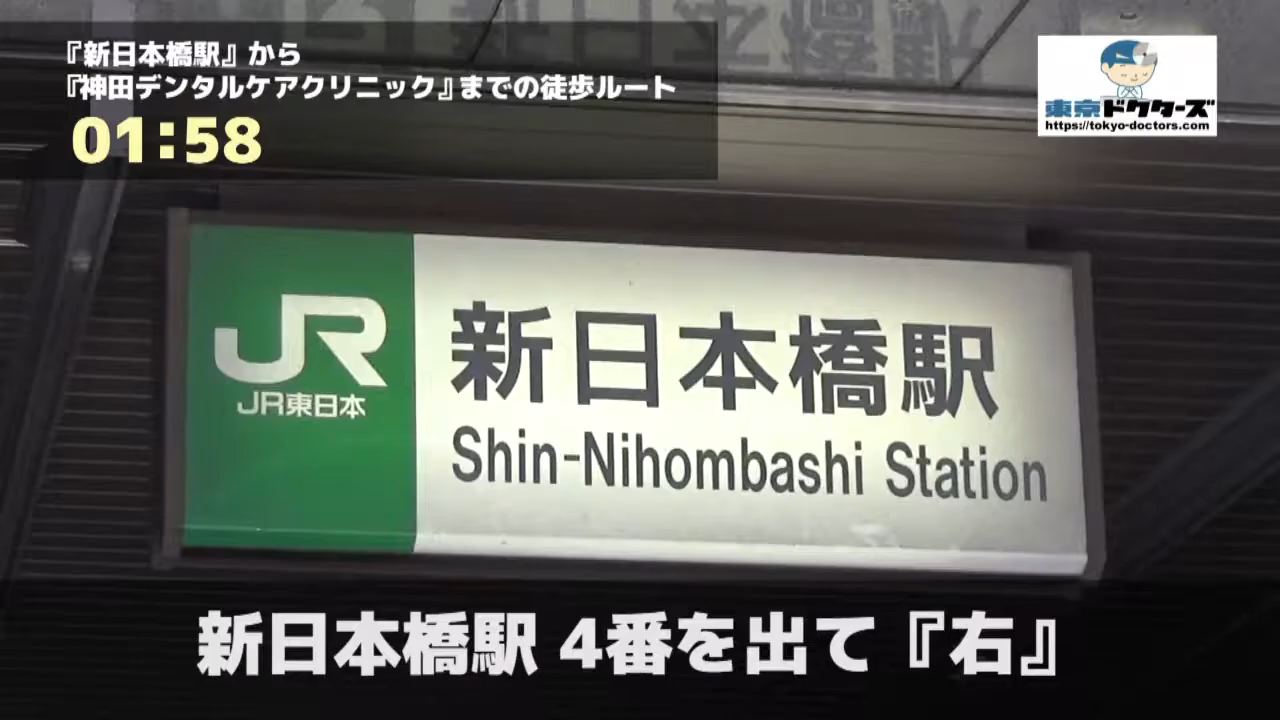 『新日本橋駅』から
『神田デンタルケアクリニック』までの徒歩ルート
01:58
東京ドクターズ
https://tokyo-doctors.com
JR
JR東日本
新日本橋駅
Shin-Nihombashi Station
新日本橋駅 4番を出て『右』